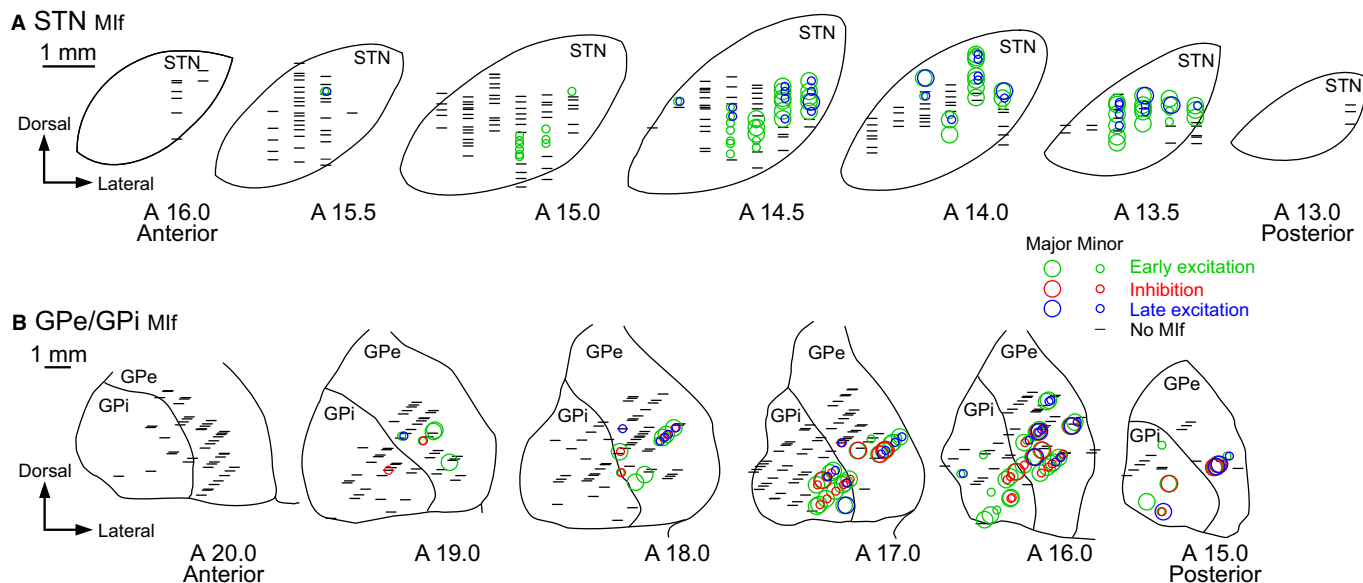 A STN MIf
1 mm
STN
STN
STN
STN
STN
STN
STN
Dorsal
Lateral
A 16.0
Anterior
A 15.5
A 15.0
A 14.5
A 14.0
A 13.5
A 13.0
Posterior
Major Minor
Early excitation
Inhibition
Late excitation
No MIf
B GPe/GPi MIf
1 mm
GPe
GPi
GPe
GPi
GPe
GPi
GPe
GPi
GPe
GPi
GPe
GPi
Dorsal
Lateral
A 20.0
Anterior
A 19.0
A 18.0
A 17.0
A 16.0
A 15.0
Posterior